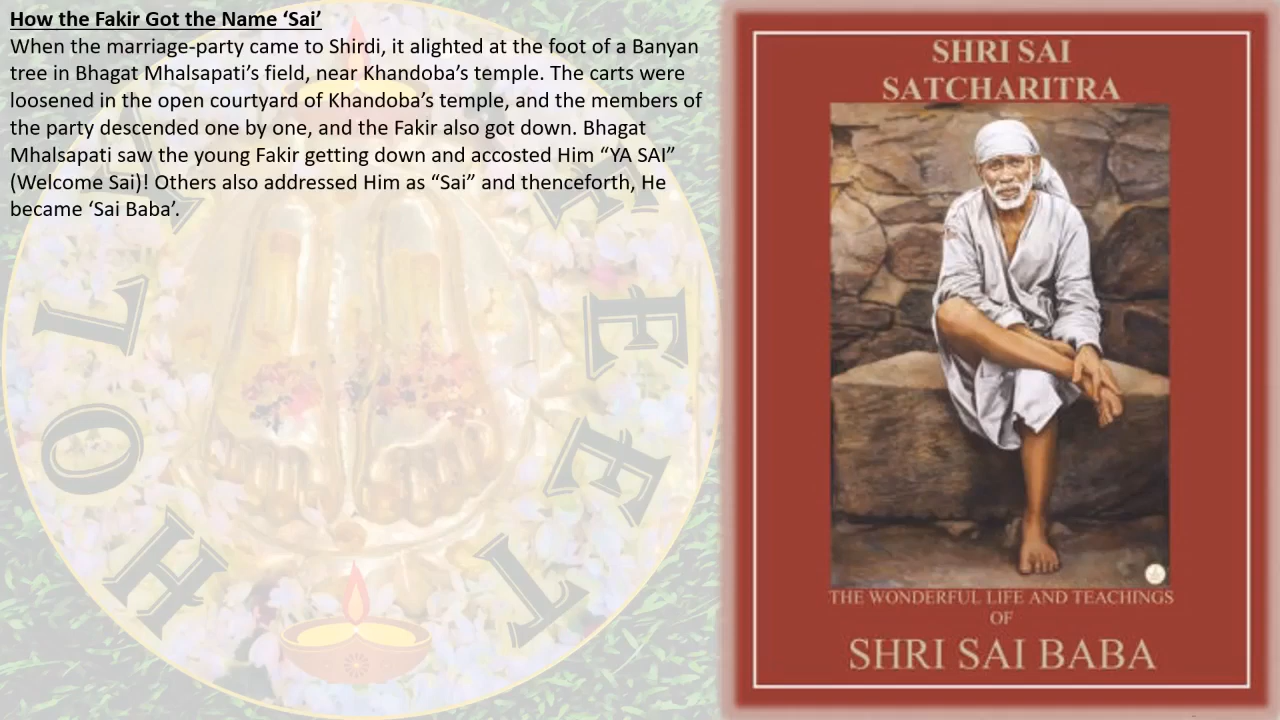 How the Fakir Got the Name ‘Sai’
When the marriage-party came to Shirdi, it alighted at the foot of a Banyan
tree in Bhagat Mhalsapati’s field, near Khandoba’s temple. The carts were
loosened in the open courtyard of Khandoba’s temple, and the members of
the party descended one by one, and the Fakir also got down. Bhagat
Mhalsapati saw the young Fakir getting down and accosted Him “YA SAI”
(Welcome Sai)! Others also addressed Him as “Sai” and thenceforth, He
became ‘Sai Baba’.
HOLY FEET
SHRI SAI
SATCHARITRA
THE WONDERFUL LIFE AND TEACHINGS
OF
SHRI SAI BABA